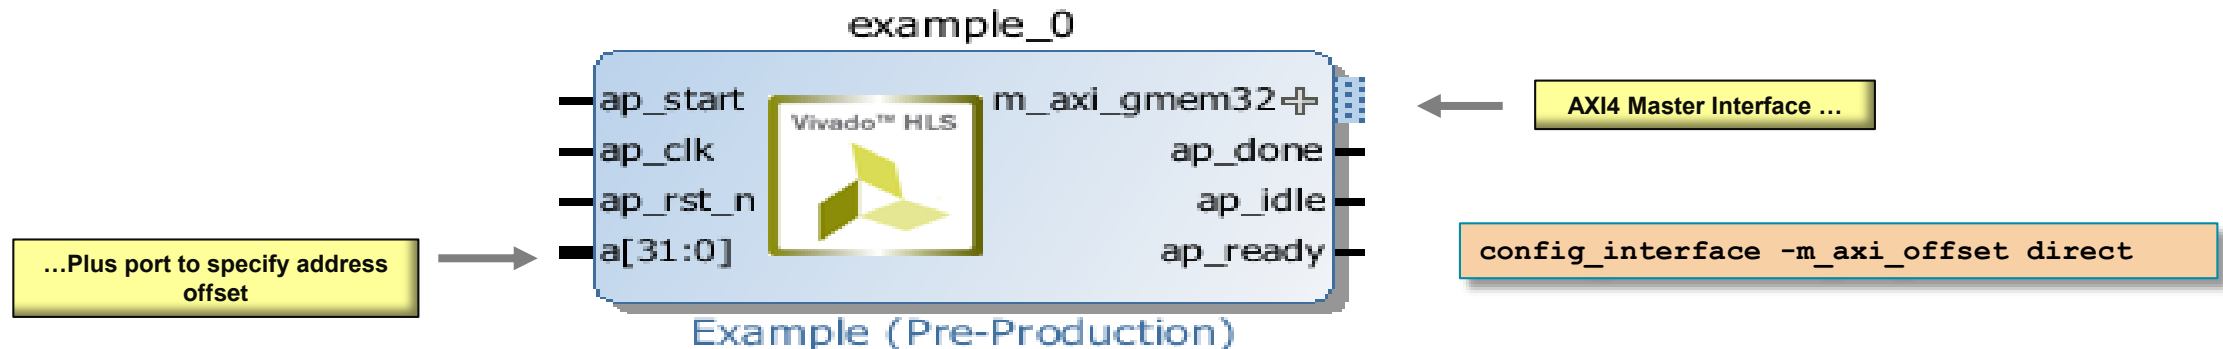 example_0
ap_start
ap_clk
ap_rst_n
a[31:0]
Vivado™ HLS
m_axi_gmem32
ap_done
ap_idle
ap_ready
Example (Pre-Production)
AXI4 Master Interface …
…Plus port to specify address
offset
config_interface -m_axi_offset direct